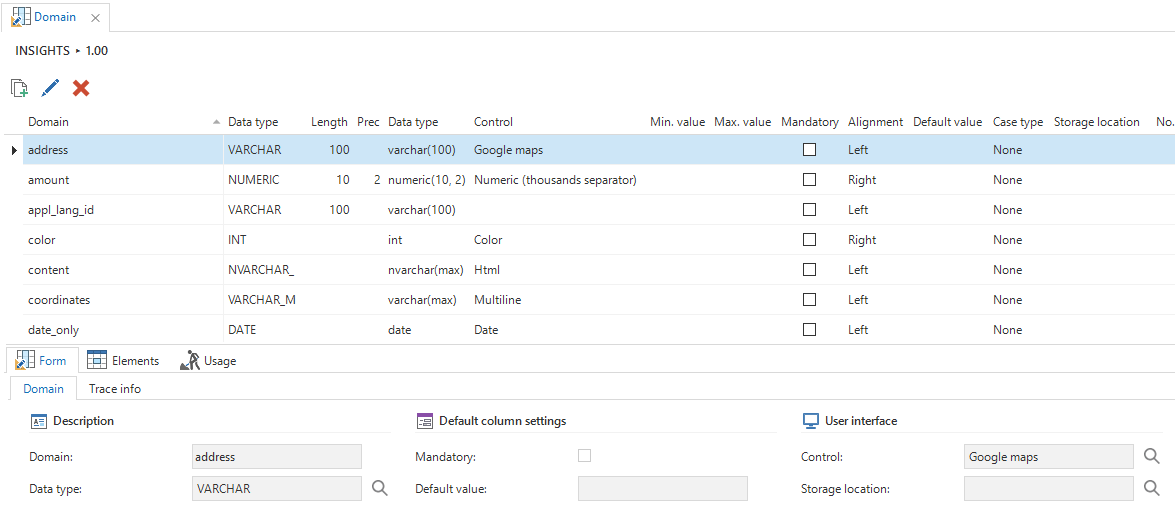 Domain
INSIGHTS ▸ 1.00
Domain Data type Length Prec Data type Control Min. value Max. value Mandatory Alignment Default value Case type Storage location No.
address VARCHAR 100 varchar(100) Google maps Left None
amount NUMERIC 10 2 numeric(10, 2) Numeric (thousands separator) Right None
appl_lang_id VARCHAR 100 varchar(100) Left None
color INT int Color Right None
content NVARCHAR_ nvarchar(max) Html Left None
coordinates VARCHAR_M varchar(max) Multiline Left None
date_only DATE date Date Left None
Form Elements Usage
Domain Trace info
Description Default column settings User interface
Domain: address Mandatory: Control: Google maps
Data type: VARCHAR Default value: Storage location: